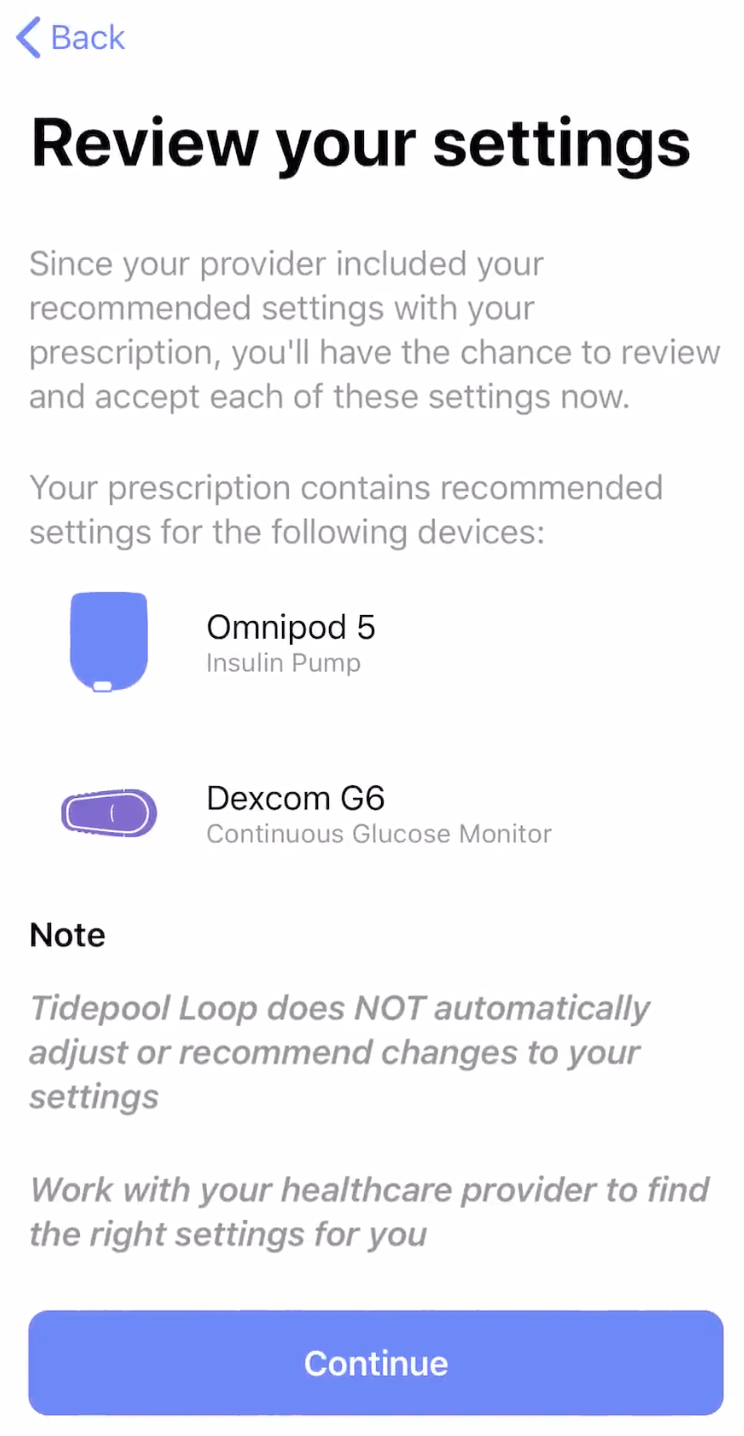 Back
Review your settings
Since your provider included your
recommended settings with your
prescription, you'll have the chance to review
and accept each of these settings now.
Your prescription contains recommended
settings for the following devices:
Omnipod 5
Insulin Pump
Dexcom G6
Continuous Glucose Monitor
Note
Tidepool Loop does NOT automatically
adjust or recommend changes to your
settings
Work with your healthcare provider to find
the right settings for you
Continue